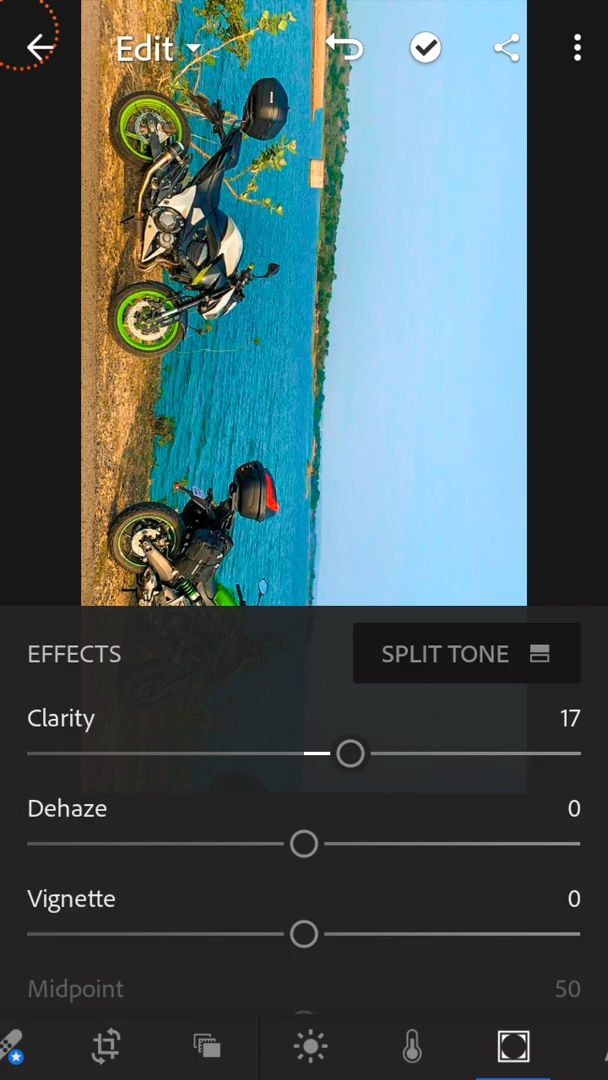 Edit
EFFECTS
SPLIT TONE
Clarity 17
Dehaze 0
Vignette 0
Midpoint 50